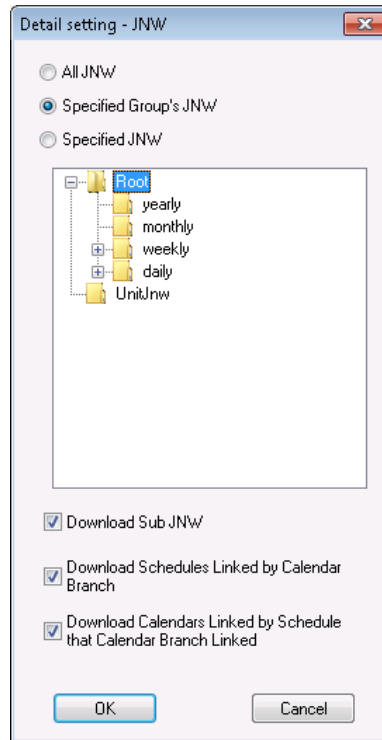 Detail setting - JNW
All JNW
Specified Group's JNW
Specified JNW
Root
yearly
monthly
weekly
daily
UnitJnw
Download Sub JNW
Download Schedules Linked by Calendar
Branch
Download Calendars Linked by Schedule
that Calendar Branch Linked
OK
Cancel